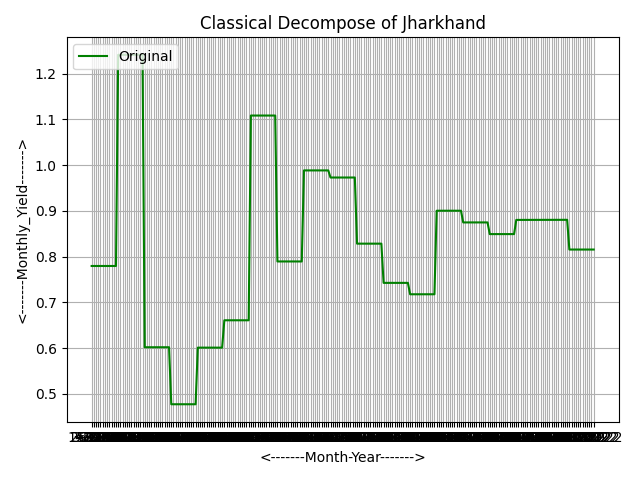 Classical Decompose of Jharkhand
Original
1.2
1.1
1.0
0.9
0.8
0.7
0.6
0.5
<------Monthly_Yield------->
<-------Month-Year------->